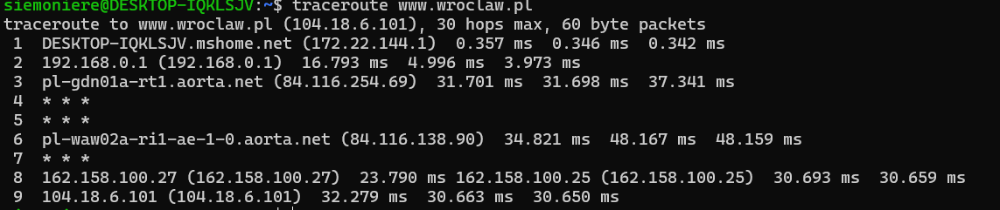 siemoniere@DESKTOP-IQKLSJV:~$ traceroute www.wroclaw.pl
traceroute to www.wroclaw.pl (104.18.6.101), 30 hops max, 60 byte packets
 1  DESKTOP-IQKLSJV.mshome.net (172.22.144.1)  0.357 ms  0.346 ms  0.342 ms
 2  192.168.0.1 (192.168.0.1)  16.793 ms  4.996 ms  3.973 ms
 3  pl-gdn01a-rt1.aorta.net (84.116.254.69)  31.701 ms  31.698 ms  37.341 ms
 4  * * *
 5  * * *
 6  pl-waw02a-ri1-ae-1-0.aorta.net (84.116.138.90)  34.821 ms  48.167 ms  48.159 ms
 7  * * *
 8  162.158.100.27 (162.158.100.27)  23.790 ms 162.158.100.25 (162.158.100.25)  30.693 ms  30.659 ms
 9  104.18.6.101 (104.18.6.101)  32.279 ms  30.663 ms  30.650 ms